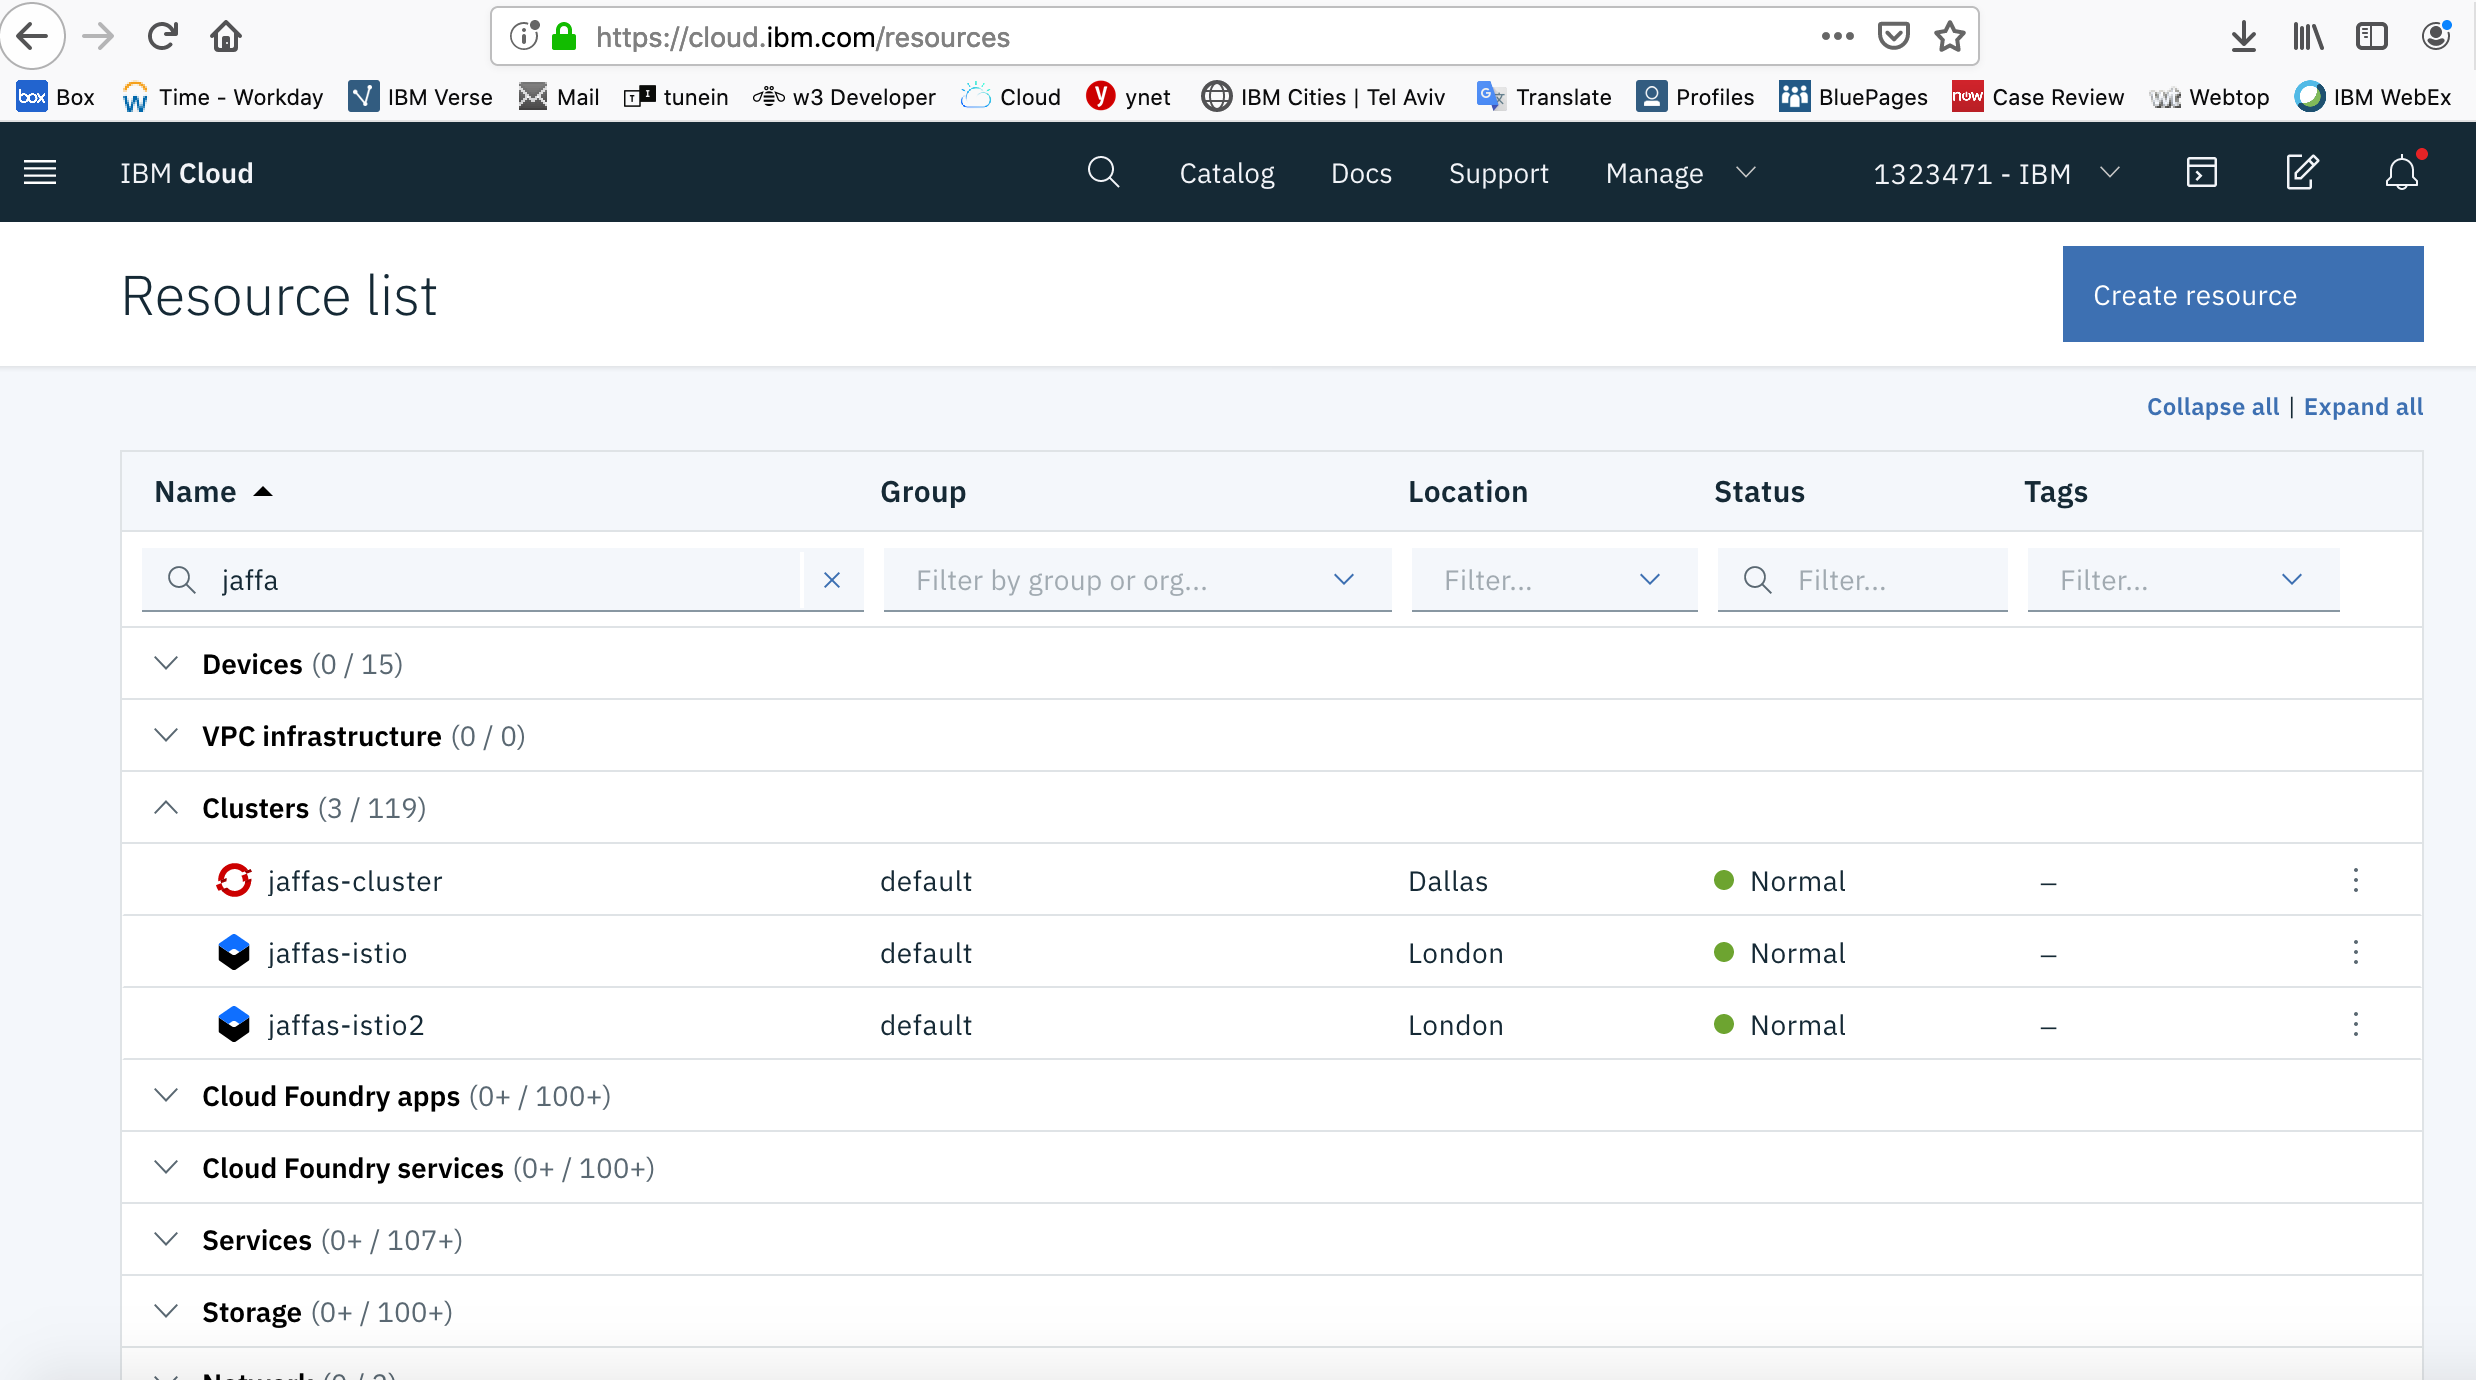 https://cloud.ibm.com/resources
box Box Time - Workday IBM Verse Mail tunein w3 Developer Cloud y ynet IBM Cities | Tel Aviv Translate Profiles BluePages now Case Review wt Webtop IBM WebEx
IBM Cloud Catalog Docs Support Manage 1323471 - IBM
Resource list Create resource
Collapse all | Expand all
Name Group Location Status Tags
jaffa Filter by group or org... Filter... Filter... Filter...
Devices (0 / 15)
VPC infrastructure (0 / 0)
Clusters (3 / 119)
jaffas-cluster default Dallas Normal –
jaffas-istio default London Normal –
jaffas-istio2 default London Normal –
Cloud Foundry apps (0+ / 100+)
Cloud Foundry services (0+ / 100+)
Services (0+ / 107+)
Storage (0+ / 100+)
Network